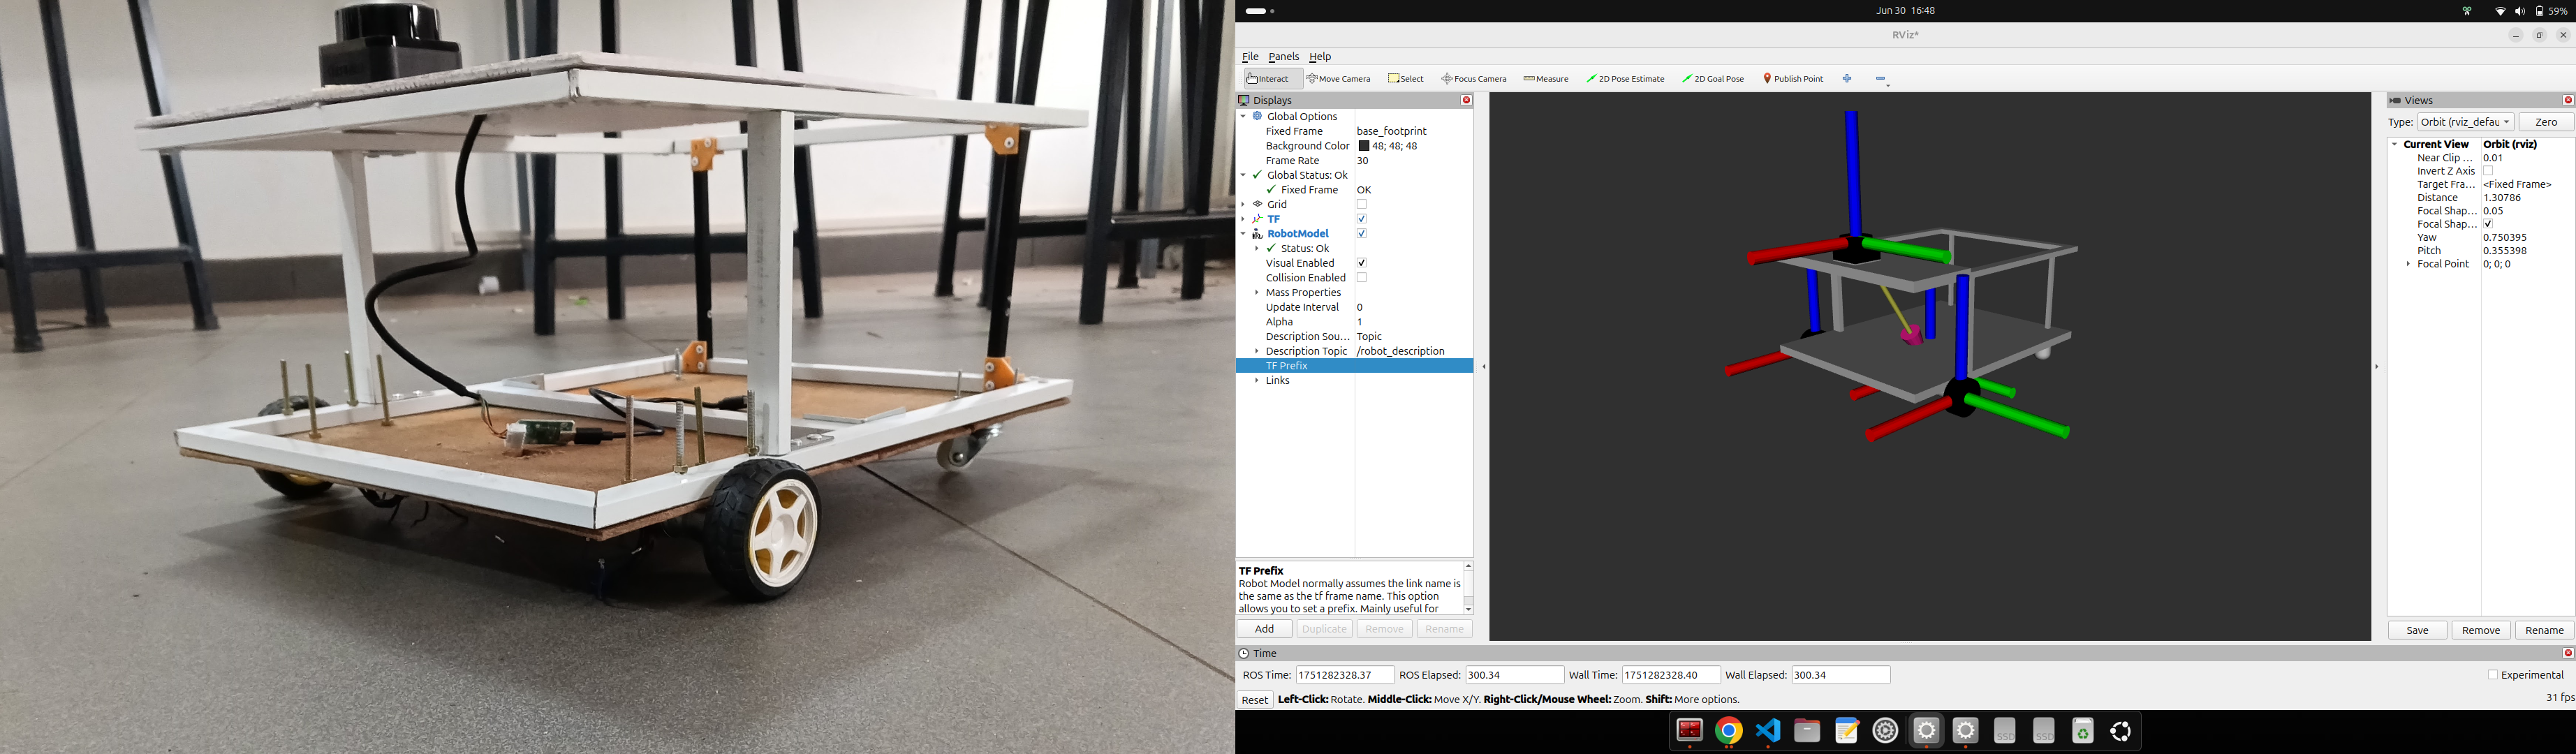 Jun 30 16:48
59%
RViz*
File Panels Help
Interact Move Camera Select Focus Camera Measure 2D Pose Estimate 2D Goal Pose Publish Point
Displays
Global Options
Fixed Frame base_footprint
Background Color 48; 48; 48
Frame Rate 30
Global Status: Ok
Fixed Frame OK
Grid
TF
RobotModel
Status: Ok
Visual Enabled
Collision Enabled
Mass Properties
Update Interval 0
Alpha 1
Description Sou... Topic
Description Topic /robot_description
TF Prefix
Links
TF Prefix
Robot Model normally assumes the link name is
the same as the tf frame name. This option
allows you to set a prefix. Mainly useful for
Add Duplicate Remove Rename
Views
Type: Orbit (rviz_defau Zero
Current View Orbit (rviz)
Near Clip ... 0.01
Invert Z Axis
Target Fra... <Fixed Frame>
Distance 1.30786
Focal Shap... 0.05
Focal Shap...
Yaw 0.750395
Pitch 0.355398
Focal Point 0; 0; 0
Save Remove Rename
Time
ROS Time: 1751282328.37 ROS Elapsed: 300.34 Wall Time: 1751282328.40 Wall Elapsed: 300.34 Experimental
Reset Left-Click: Rotate. Middle-Click: Move X/Y. Right-Click/Mouse Wheel: Zoom. Shift: More options. 31 fps
SSD SSD